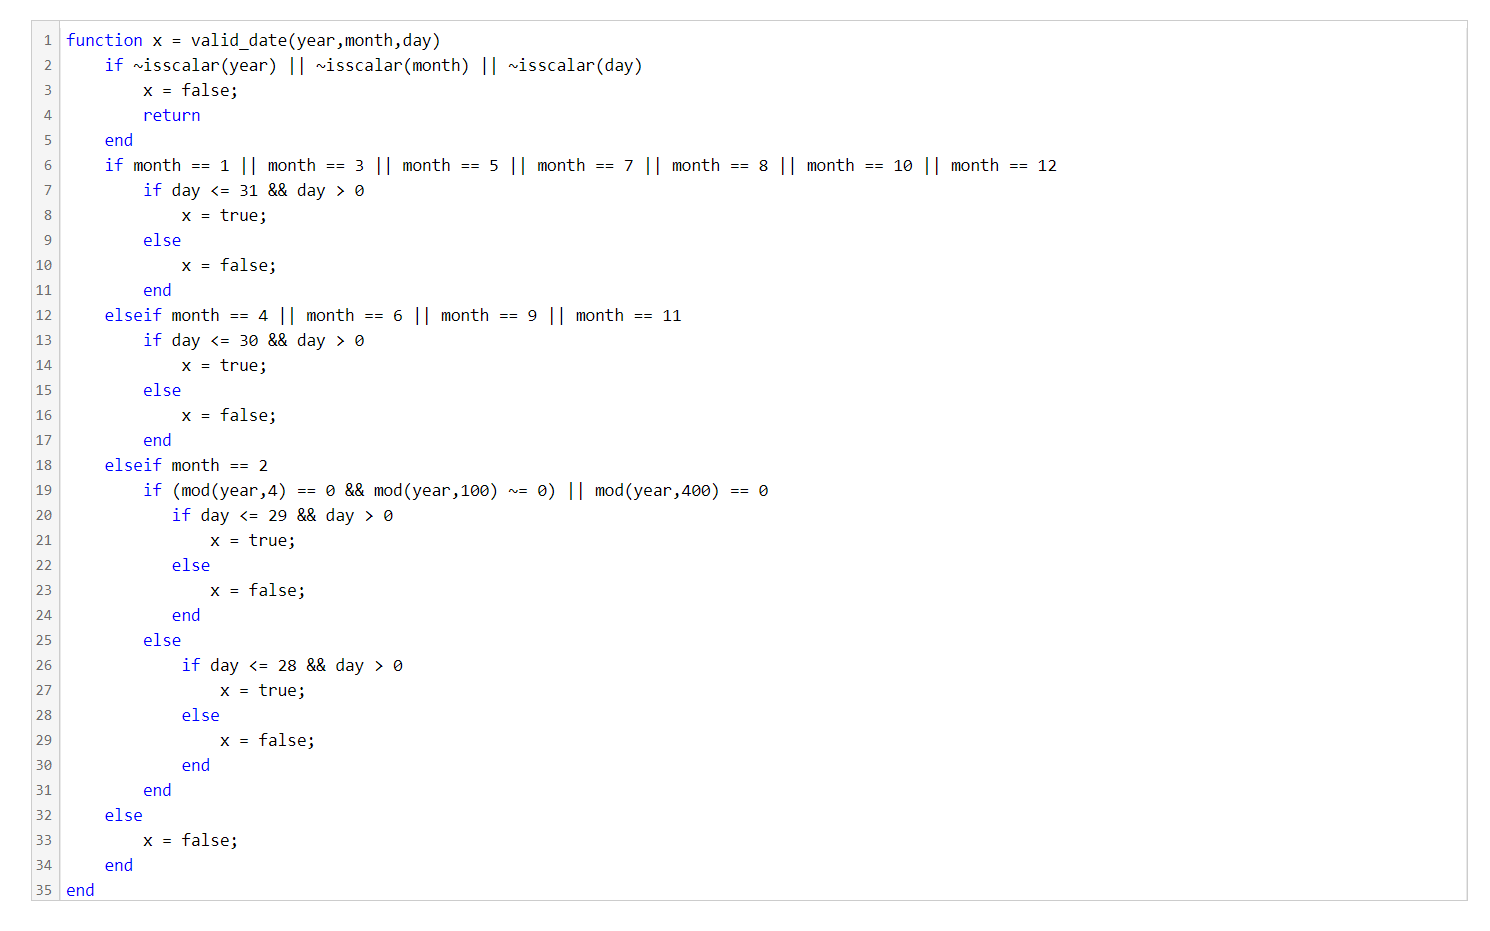 1 function x = valid_date(year,month,day)
2 if ~isscalar(year) || ~isscalar(month) || ~isscalar(day)
3 x = false;
4 return
5 end
6 if month == 1 || month == 3 || month == 5 || month == 7 || month == 8 || month == 10 || month == 12
7 if day <= 31 && day > 0
8 x = true;
9 else
10 x = false;
11 end
12 elseif month == 4 || month == 6 || month == 9 || month == 11
13 if day <= 30 && day > 0
14 x = true;
15 else
16 x = false;
17 end
18 elseif month == 2
19 if (mod(year,4) == 0 && mod(year,100) ~= 0) || mod(year,400) == 0
20 if day <= 29 && day > 0
21 x = true;
22 else
23 x = false;
24 end
25 else
26 if day <= 28 && day > 0
27 x = true;
28 else
29 x = false;
30 end
31 end
32 else
33 x = false;
34 end
35 end